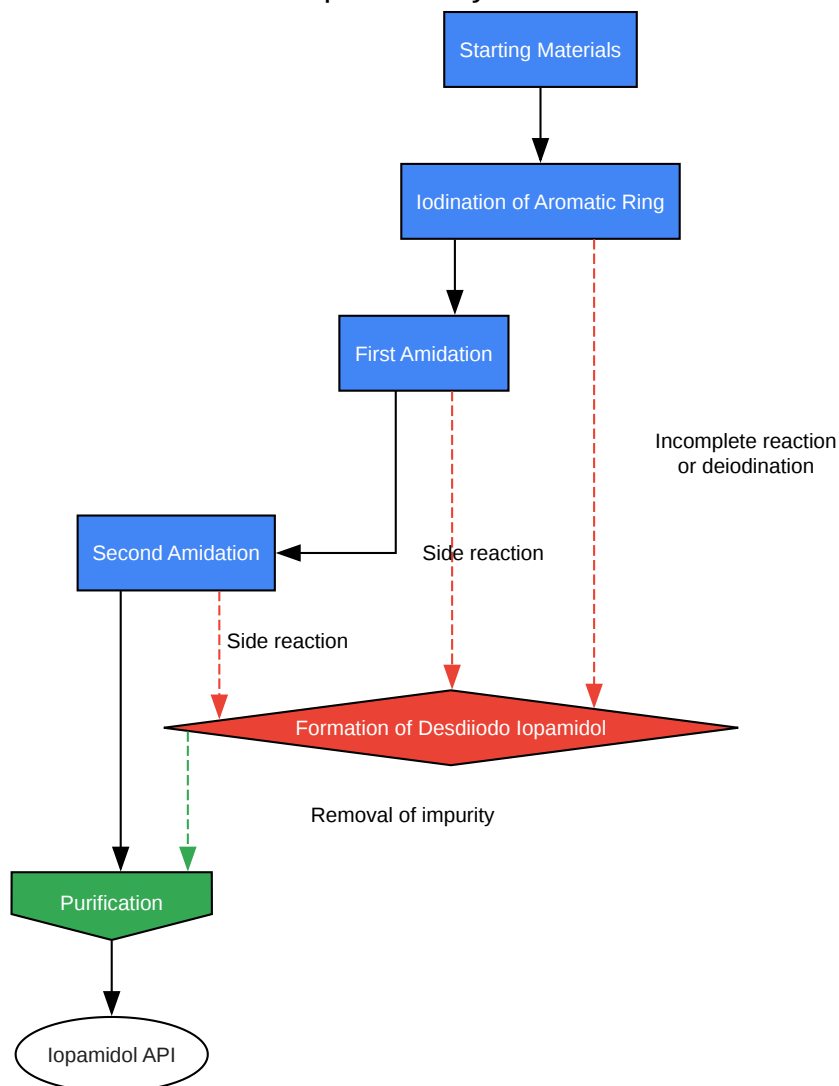 Starting Materials
Iodination of Aromatic Ring
First Amidation
Incomplete reaction
or deiodination
Second Amidation
Side reaction
Side reaction
Formation of Desdiiodo Iopamidol
Removal of impurity
Purification
Iopamidol API